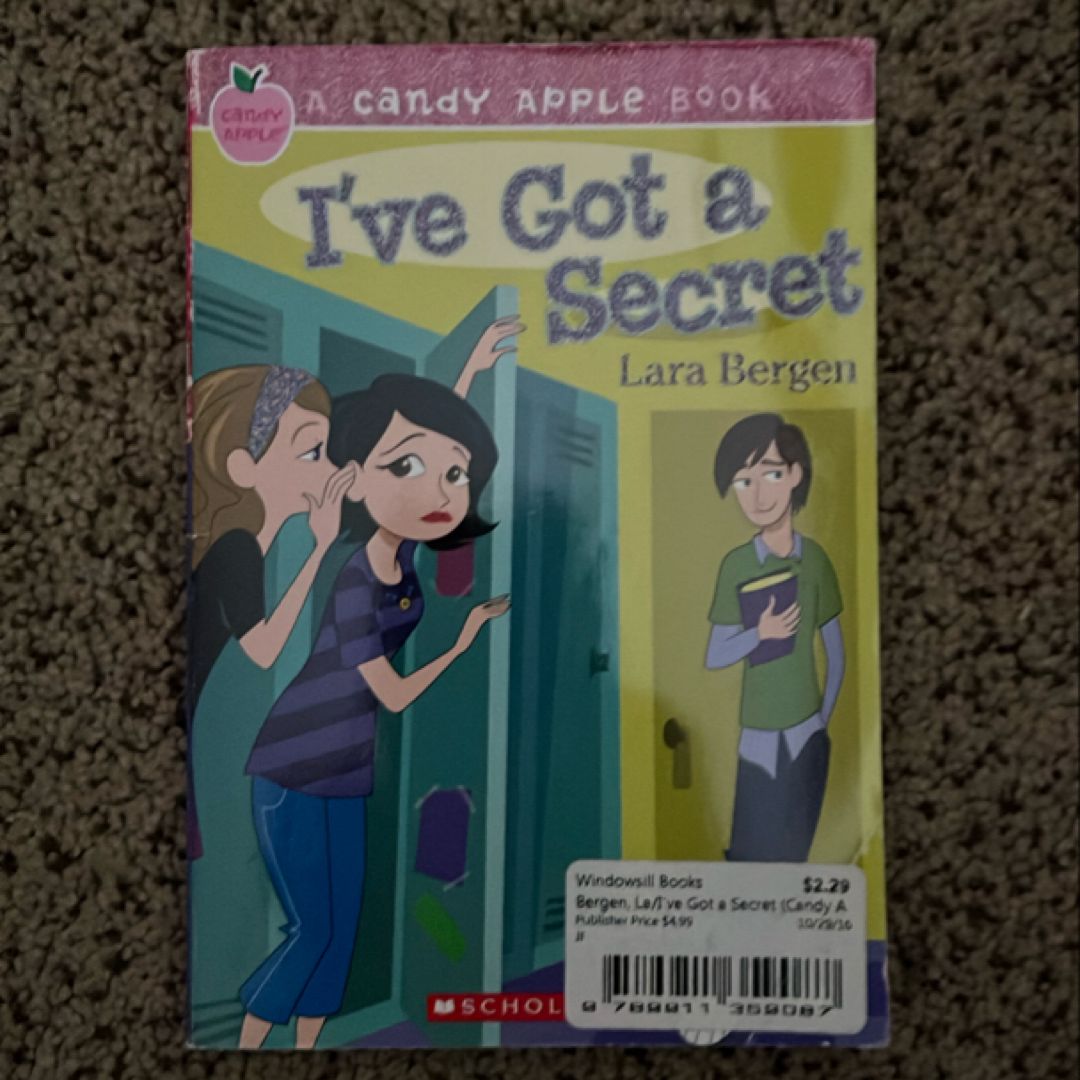 A candy APPLE BOOK
candy
APPLE
I've Got a
Secret
Lara Bergen
Windowsill Books $2.29
Bergen, La/I've Got a Secret (Candy A
Publisher Price $4.99 10/29/16
JF
SCHOL